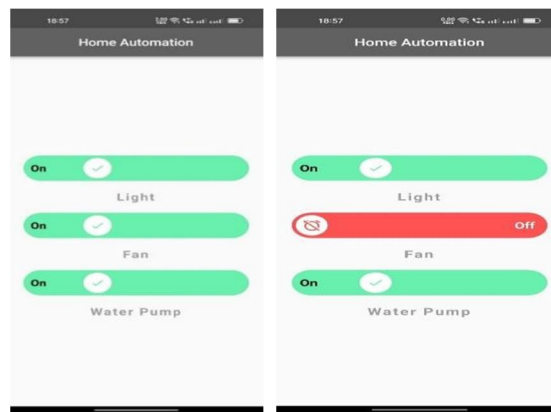 18:57
Home Automation
On
Light
On
Fan
On
Water Pump
18:57
Home Automation
On
Light
Off
Fan
On
Water Pump